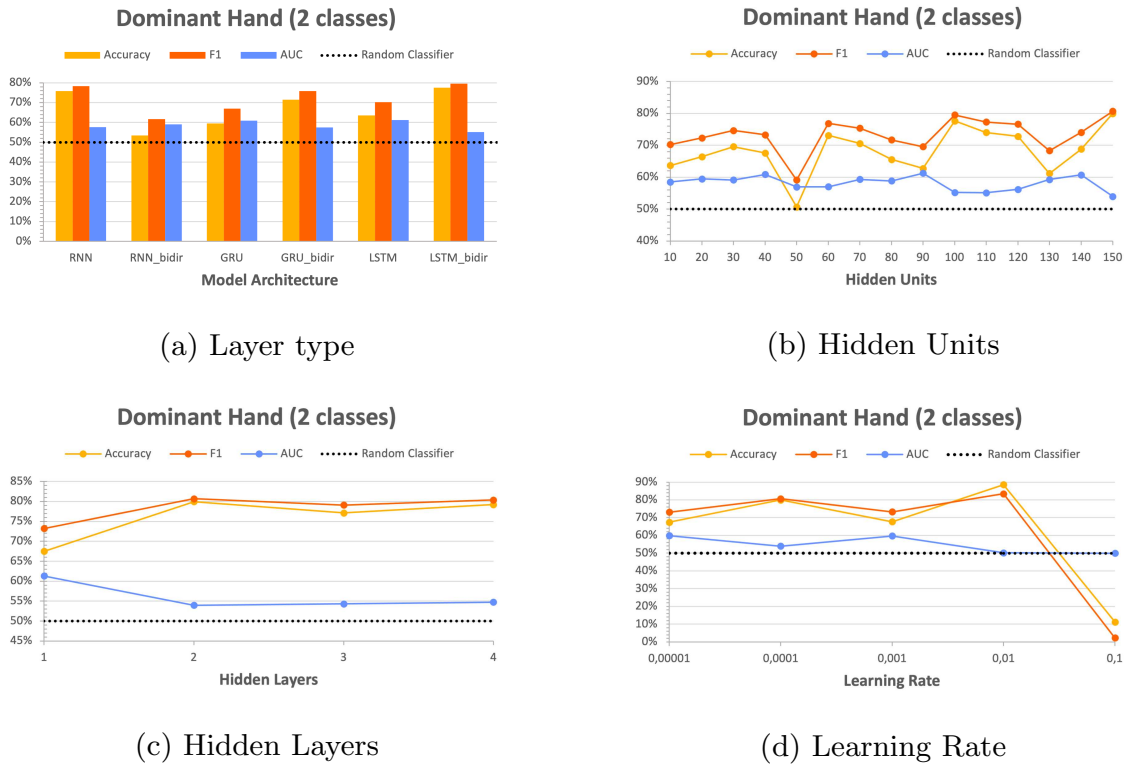 Dominant Hand (2 classes)
Accuracy F1 AUC Random Classifier
80%
70%
60%
50%
40%
30%
20%
10%
0%
RNN RNN_bidir GRU GRU_bidir LSTM LSTM_bidir
Model Architecture
(a) Layer type
Dominant Hand (2 classes)
Accuracy F1 AUC Random Classifier
90%
80%
70%
60%
50%
40%
10 20 30 40 50 60 70 80 90 100 110 120 130 140 150
Hidden Units
(b) Hidden Units
Dominant Hand (2 classes)
Accuracy F1 AUC Random Classifier
85%
80%
75%
70%
65%
60%
55%
50%
45%
1 2 3 4
Hidden Layers
(c) Hidden Layers
Dominant Hand (2 classes)
Accuracy F1 AUC Random Classifier
90%
80%
70%
60%
50%
40%
30%
20%
10%
0%
0,00001 0,0001 0,001 0,01 0,1
Learning Rate
(d) Learning Rate